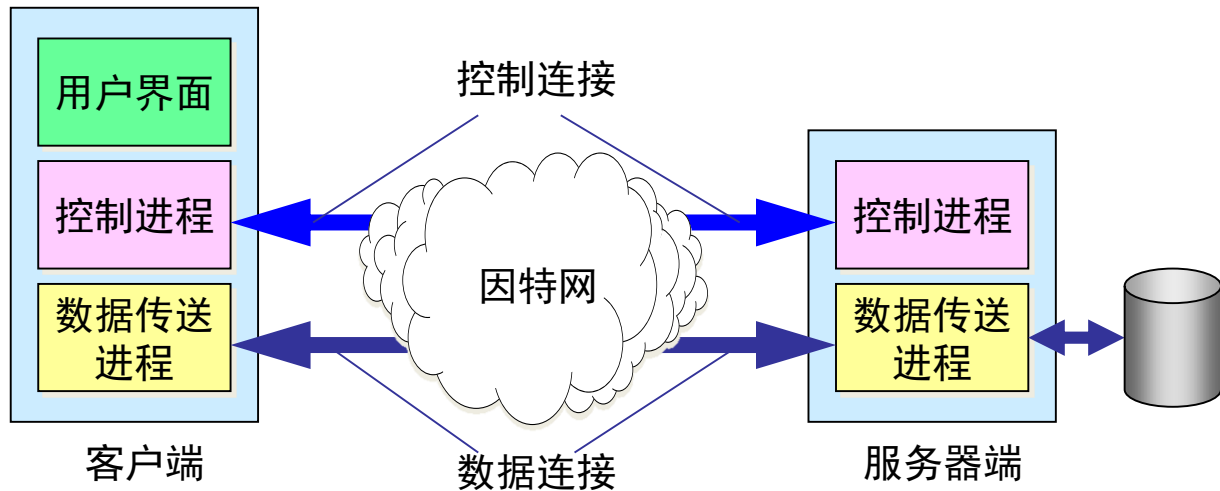 用户界面
控制进程
数据传送
进程
客户端
控制连接
因特网
数据连接
控制进程
数据传送
进程
服务器端